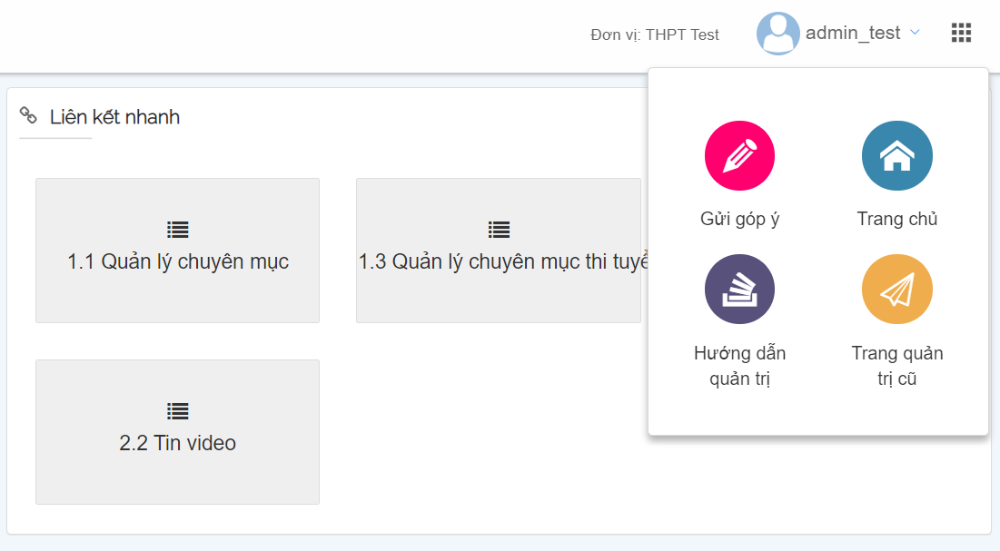 Đơn vị: THPT Test
admin_test
Liên kết nhanh
1.1 Quản lý chuyên mục
1.3 Quản lý chuyên mục thi
2.2 Tin video
Gửi góp ý
Trang chủ
Hướng dẫn
quản trị
Trang quản
trị cũ